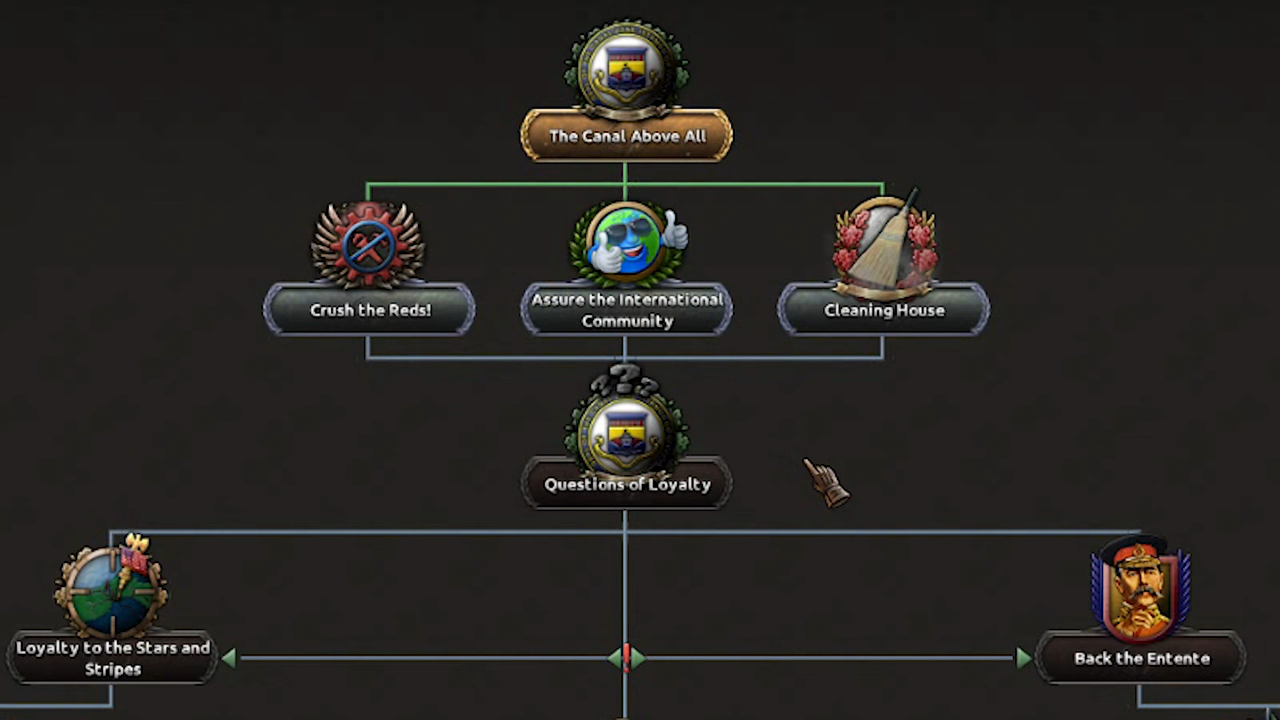 The Canal Above All
Crush the Reds!
Assure the International
Community
Cleaning House
???
Questions of Loyalty
Loyalty to the Stars and
Stripes
Back the Entente